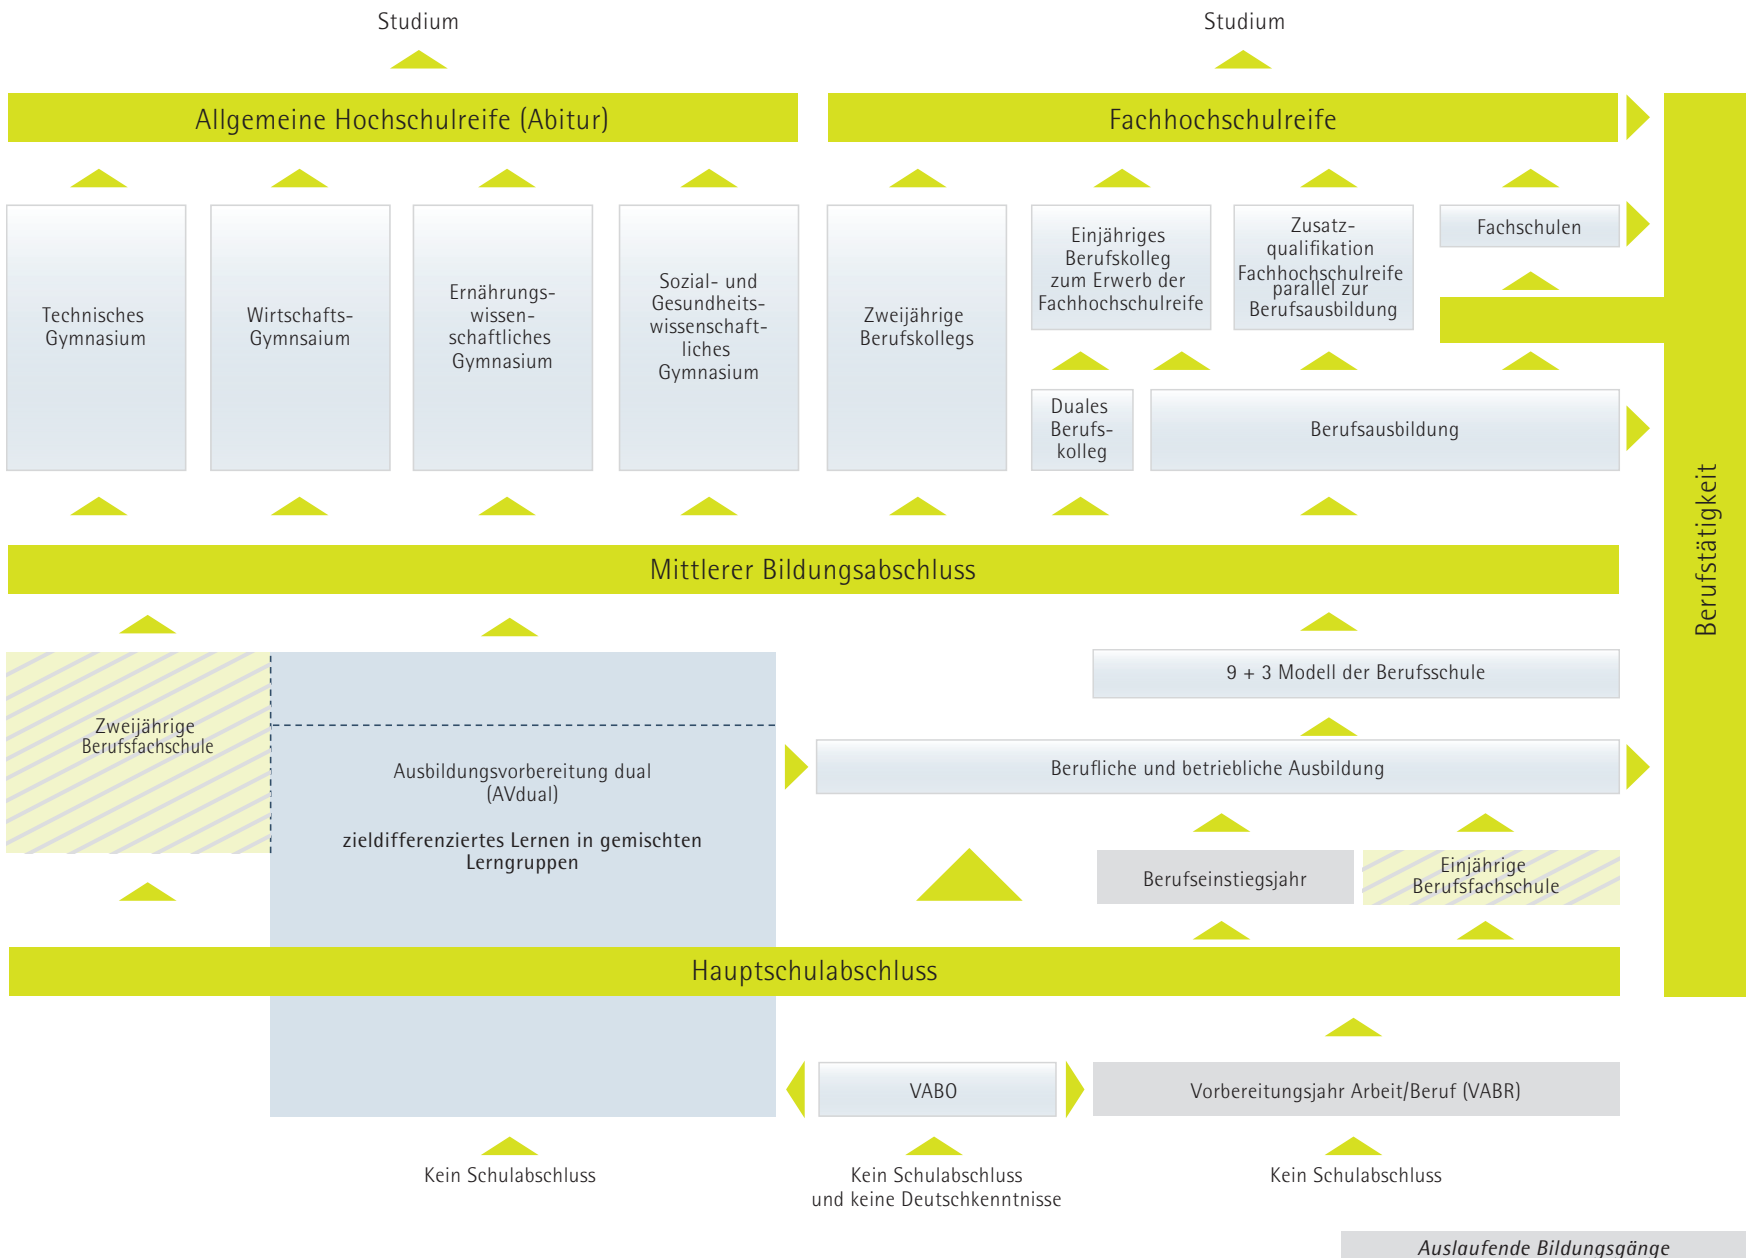 Studium
Studium
Allgemeine Hochschulreife (Abitur)
Fachhochschulreife
Technisches
Gymnasium
Wirtschafts-
Gymnsaium
Ernährungs-
wissen-
schaftliches
Gymnasium
Sozial- und
Gesundheits-
wissenschaft-
liches
Gymnasium
Zweijährige
Berufskollegs
Einjähriges
Berufskolleg
zum Erwerb der
Fachhochschulreife
Zusatz-
qualifikation
Fachhochschulreife
parallel zur
Berufsausbildung
Fachschulen
Duales
Berufs-
kolleg
Berufsausbildung
Berufstätigkeit
Mittlerer Bildungsabschluss
Zweijährige
Berufsfachschule
Ausbildungsvorbereitung dual
(AVdual)
zieldifferenziertes Lernen in gemischten
Lerngruppen
9 + 3 Modell der Berufsschule
Berufliche und betriebliche Ausbildung
Berufseinstiegsjahr
Einjährige
Berufsfachschule
Hauptschulabschluss
VABO
Vorbereitungsjahr Arbeit/Beruf (VABR)
Kein Schulabschluss
Kein Schulabschluss
und keine Deutschkenntnisse
Kein Schulabschluss
Auslaufende Bildungsgänge